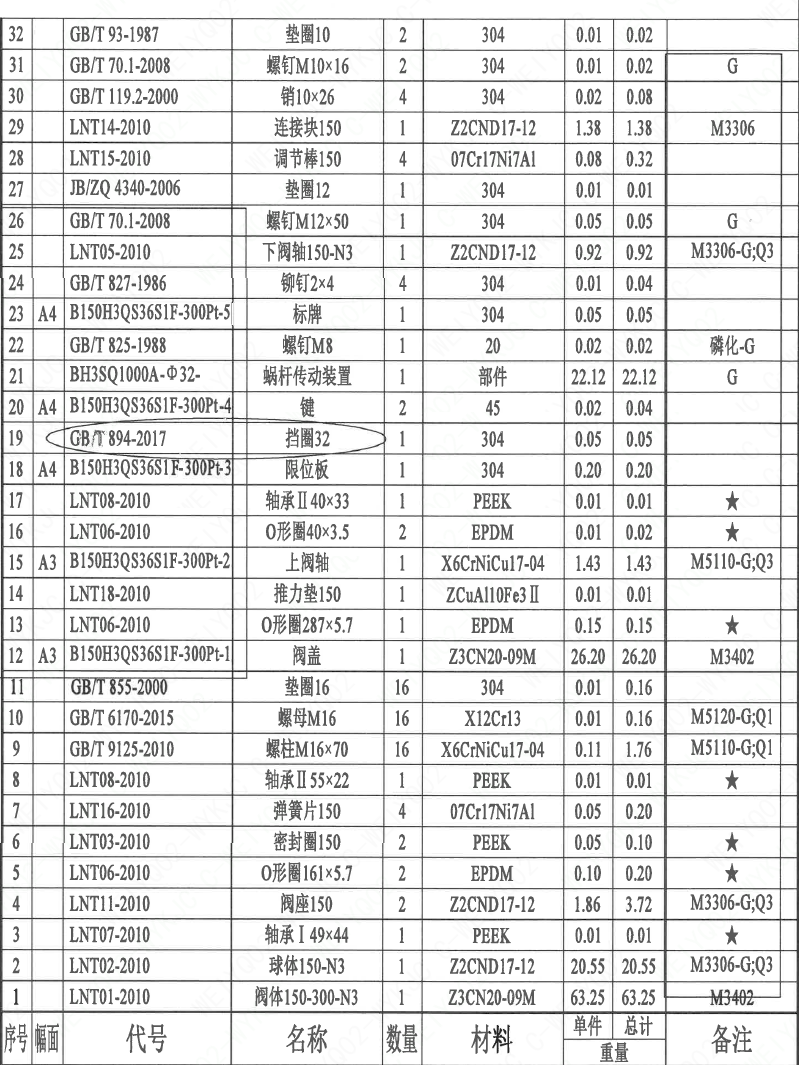 32 GB/T 93-1987 垫圈10 2 304 0.01 0.02
31 GB/T 70.1-2008 螺钉M10×16 2 304 0.01 0.02 G
30 GB/T 119.2-2000 销10×26 4 304 0.02 0.08
29 LNT14-2010 连接块150 1 Z2CND17-12 1.38 1.38 M3306
28 LNT15-2010 调节棒150 4 07Cr17Ni7Al 0.08 0.32
27 JB/ZQ 4340-2006 垫圈12 1 304 0.01 0.01
26 GB/T 70.1-2008 螺钉M12×50 1 304 0.05 0.05 G
25 LNT05-2010 下阀轴150-N3 1 Z2CND17-12 0.92 0.92 M3306-G;Q3
24 GB/T 827-1986 铆钉2×4 4 304 0.01 0.04
23 A4 B150H3QS36S1F-300Pt-5 标牌 1 304 0.05 0.05
22 GB/T 825-1988 螺钉M8 1 20 0.02 0.02 磷化-G
21 BH3SQ1000A-Φ32- 蜗杆传动装置 1 部件 22.12 22.12 G
20 A4 B150H3QS36S1F-300Pt-4 键 2 45 0.02 0.04
19 GB/T 894-2017 挡圈32 1 304 0.05 0.05
18 A4 B150H3QS36S1F-300Pt-3 限位板 1 304 0.20 0.20
17 LNT08-2010 轴承Ⅱ40×33 1 PEEK 0.01 0.01 ★
16 LNT06-2010 O形圈40×3.5 2 EPDM 0.01 0.02 ★
15 A3 B150H3QS36S1F-300Pt-2 上阀轴 1 X6CrNiCu17-04 1.43 1.43 M5110-G;Q3
14 LNT18-2010 推力垫150 1 ZCuAl10Fe3Ⅱ 0.01 0.01
13 LNT06-2010 O形圈287×5.7 1 EPDM 0.15 0.15 ★
12 A3 B150H3QS36S1F-300Pt-1 阀盖 1 Z3CN20-09M 26.20 26.20 M3402
11 GB/T 855-2000 垫圈16 16 304 0.01 0.16
10 GB/T 6170-2015 螺母M16 16 X12Cr13 0.01 0.16 M5120-G;Q1
9 GB/T 9125-2010 螺柱M16×70 16 X6CrNiCu17-04 0.11 1.76 M5110-G;Q1
8 LNT08-2010 轴承Ⅱ55×22 1 PEEK 0.01 0.01 ★
7 LNT16-2010 弹簧片150 4 07Cr17Ni7Al 0.05 0.20
6 LNT03-2010 密封圈150 2 PEEK 0.05 0.10 ★
5 LNT06-2010 O形圈161×5.7 2 EPDM 0.10 0.20 ★
4 LNT11-2010 阀座150 2 Z2CND17-12 1.86 3.72 M3306-G;Q3
3 LNT07-2010 轴承Ⅰ49×44 1 PEEK 0.01 0.01 ★
2 LNT02-2010 球体150-N3 1 Z2CND17-12 20.55 20.55 M3306-G;Q3
1 LNT01-2010 阀体150-300-N3 1 Z3CN20-09M 63.25 63.25 M3402
序号 幅面 代号 名称 数量 材料 单件 总计 备注
重量